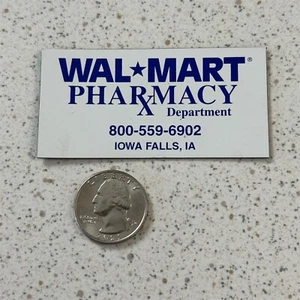 WAL★MART®
PHARMACY
Department
800-559-6902
IOWA FALLS, IA